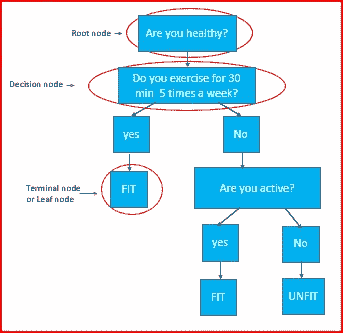 Root node
Are you healthy?
Decision node
Do you exercise for 30
min 5 times a week?
yes
No
Terminal node
or Leaf node
FIT
Are you active?
yes
No
FIT
UNFIT